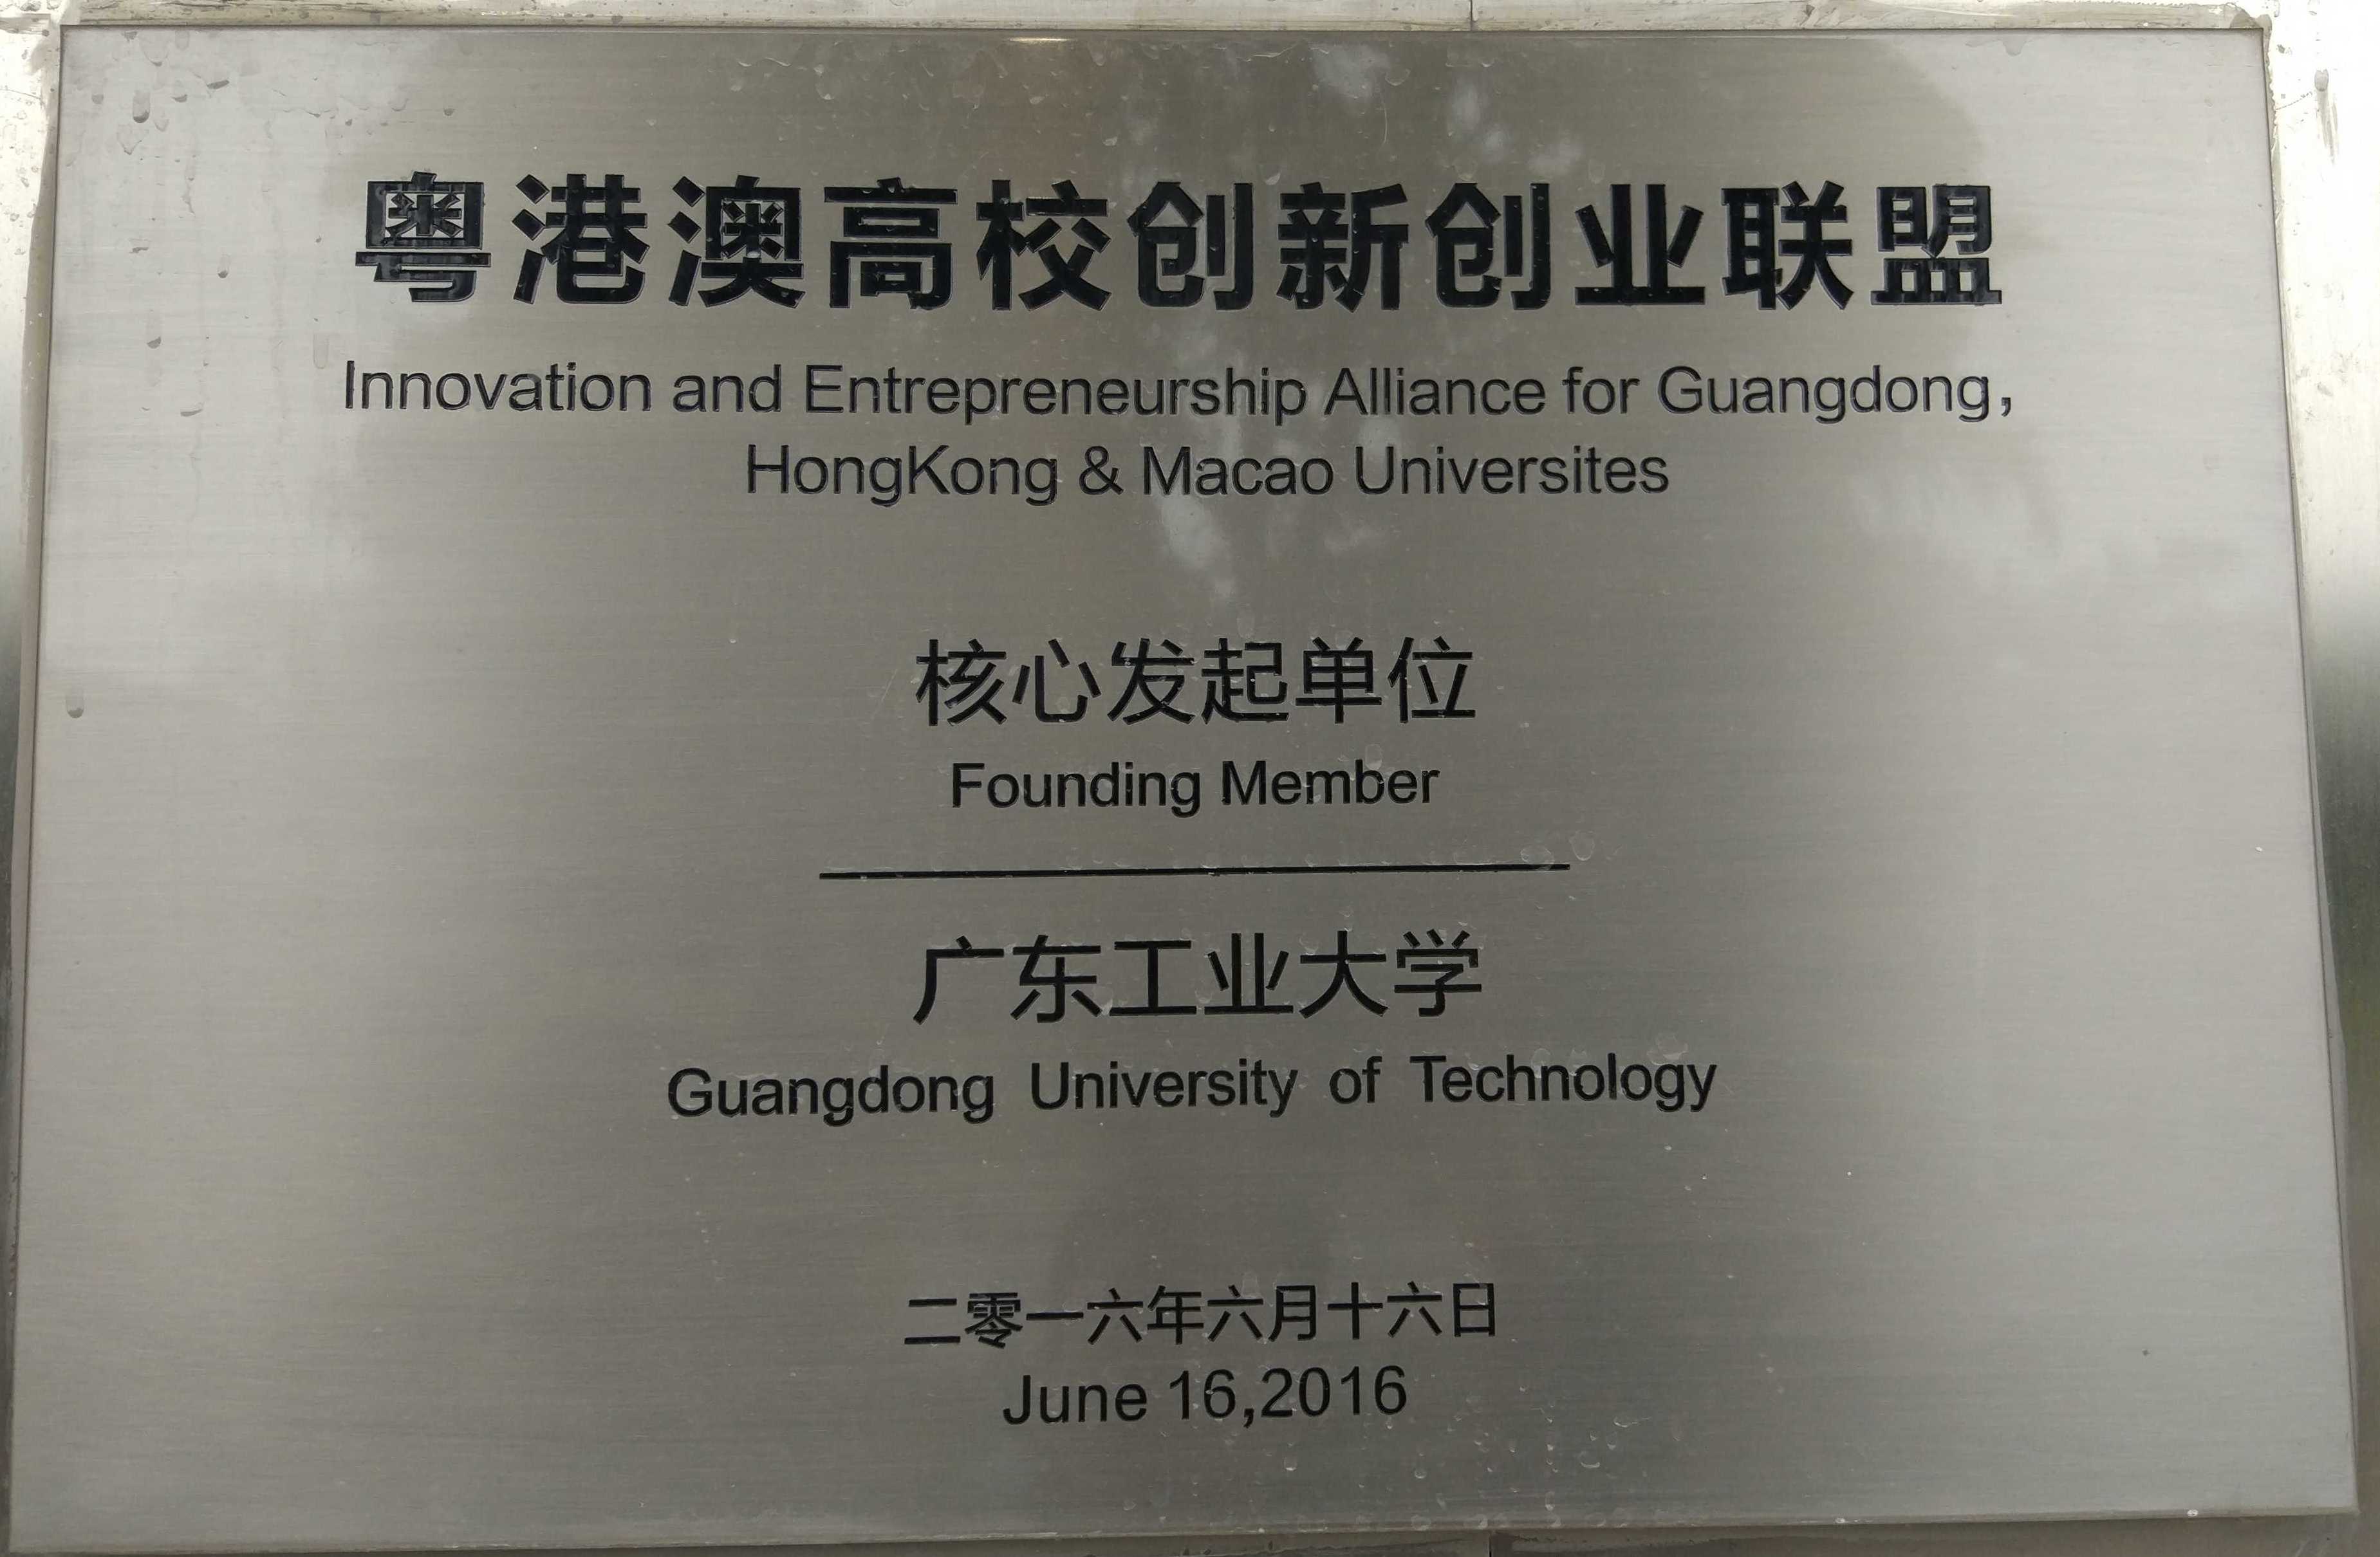 粤港澳高校创新创业联盟
Innovation and Entrepreneurship Alliance for Guangdong,
HongKong & Macao Universites
核心发起单位
Founding Member
广东工业大学
Guangdong University of Technology
二零一六年六月十六日
June 16,2016